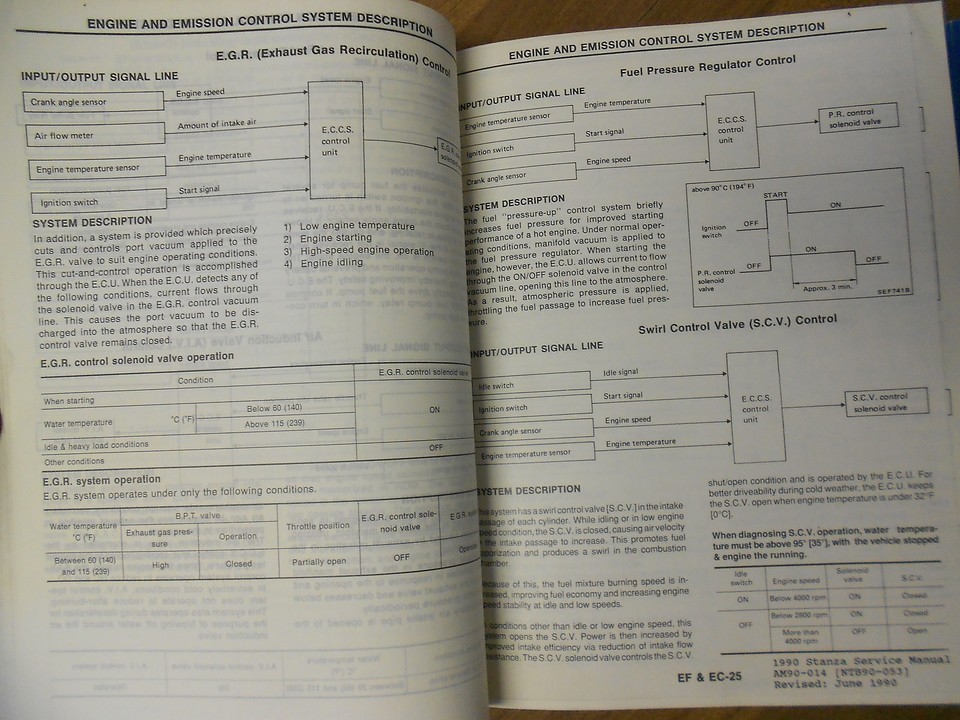 ENGINE AND EMISSION CONTROL SYSTEM DESCRIPTION
E.G.R. (Exhaust Gas Recirculation) Control
INPUT/OUTPUT SIGNAL LINE
Crank angle sensor
Engine speed
Air flow meter
Amount of intake air
Engine temperature sensor
Engine temperature
Ignition switch
Start signal
E.C.C.S.
control
unit
E.G.R.
SYSTEM DESCRIPTION
In addition, a system is provided which precisely
cuts and controls port vacuum applied to the
E.G.R. valve to suit engine operating conditions.
This cut-and-control operation is accomplished
through the E.C.U. When the E.C.U. detects any of
the following conditions, current flows through
the solenoid valve in the E.G.R. control vacuum
line. This causes the port vacuum to be dis-
charged into the atmosphere so that the E.G.R.
control valve remains closed.
1) Low engine temperature
2) Engine starting
3) High-speed engine operation
4) Engine idling
E.G.R. control solenoid valve operation
Condition
E.G.R. control solenoid valve
When starting
Water temperature °C (°F)
Below 60 (140)
Above 115 (239)
ON
Idle & heavy load conditions
Other conditions
OFF
E.G.R. system operation
E.G.R. system operates under only the following conditions.
Water temperature
°C (°F)
B.P.T. valve
Exhaust gas pres-
sure
Operation
Throttle position
E.G.R. control sole-
noid valve
E.G.R.
Between 60 (140)
and 115 (239)
High
Closed
Partially open
OFF
ENGINE AND EMISSION CONTROL SYSTEM DESCRIPTION
Fuel Pressure Regulator Control
INPUT/OUTPUT SIGNAL LINE
Engine temperature sensor
Engine temperature
Ignition switch
Start signal
Crank angle sensor
Engine speed
E.C.C.S.
control
unit
P.R. control
solenoid valve
SYSTEM DESCRIPTION
The fuel "pressure-up" control system briefly
increases fuel pressure for improved starting
performance of a hot engine. Under normal oper-
ating conditions, manifold vacuum is applied to
the fuel pressure regulator. When starting the
engine, however, the E.C.U. allows current to flow
through the ON/OFF solenoid valve in the control
vacuum line, opening this line to the atmosphere.
As a result, atmospheric pressure is applied,
throttling the fuel passage to increase fuel pres-
sure.
above 90°C (194°F)
START
ON
Ignition
switch
OFF
ON
P.R. control
solenoid
valve
OFF
OFF
Approx. 3 min.
SEF741B
Swirl Control Valve (S.C.V.) Control
INPUT/OUTPUT SIGNAL LINE
Idle switch
Idle signal
Ignition switch
Start signal
Crank angle sensor
Engine speed
Engine temperature sensor
Engine temperature
E.C.C.S.
control
unit
S.C.V. control
solenoid valve
SYSTEM DESCRIPTION
This system has a swirl control valve [S.C.V.] in the intake
passage of each cylinder. While idling or in low engine
speed condition, the S.C.V. is closed, causing air velocity
in the intake passage to increase. This promotes fuel
vaporization and produces a swirl in the combustion
chamber.
Because of this, the fuel mixture burning speed is in-
creased, improving fuel economy and increasing engine
speed stability at idle and low speeds.
conditions other than idle or low engine speed, this
system opens the S.C.V. Power is then increased by
improved intake efficiency via reduction of intake flow
resistance. The S.C.V. solenoid valve controls the S.C.V.
shut/open condition and is operated by the E.C.U. For
better driveability during cold weather, the E.C.U. keeps
the S.C.V. open when engine temperature is under 32°F
[0°C].
When diagnosing S.C.V. operation, water tempera-
ture must be above 95° [35°], with the vehicle stopped
& engine the running.
Idle
switch
Engine speed
Solenoid
valve
S.C.V.
ON
Below 4000 rpm
ON
Closed
OFF
Below 2800 rpm
ON
Closed
More than
4000 rpm
OFF
Open
EF & EC-25
1990 Stanza Service Manual
AM90-014 [NTB90-053]
Revised: June 1990